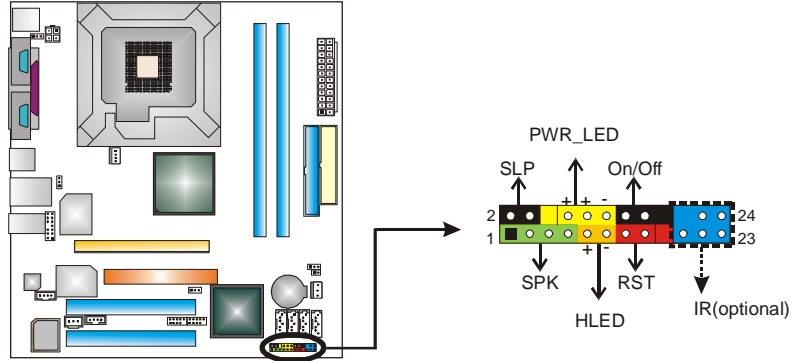 PWR_LED
SLP On/Off
+ + -
2 24
1 23
+ -
SPK RST
HLED IR(optional)